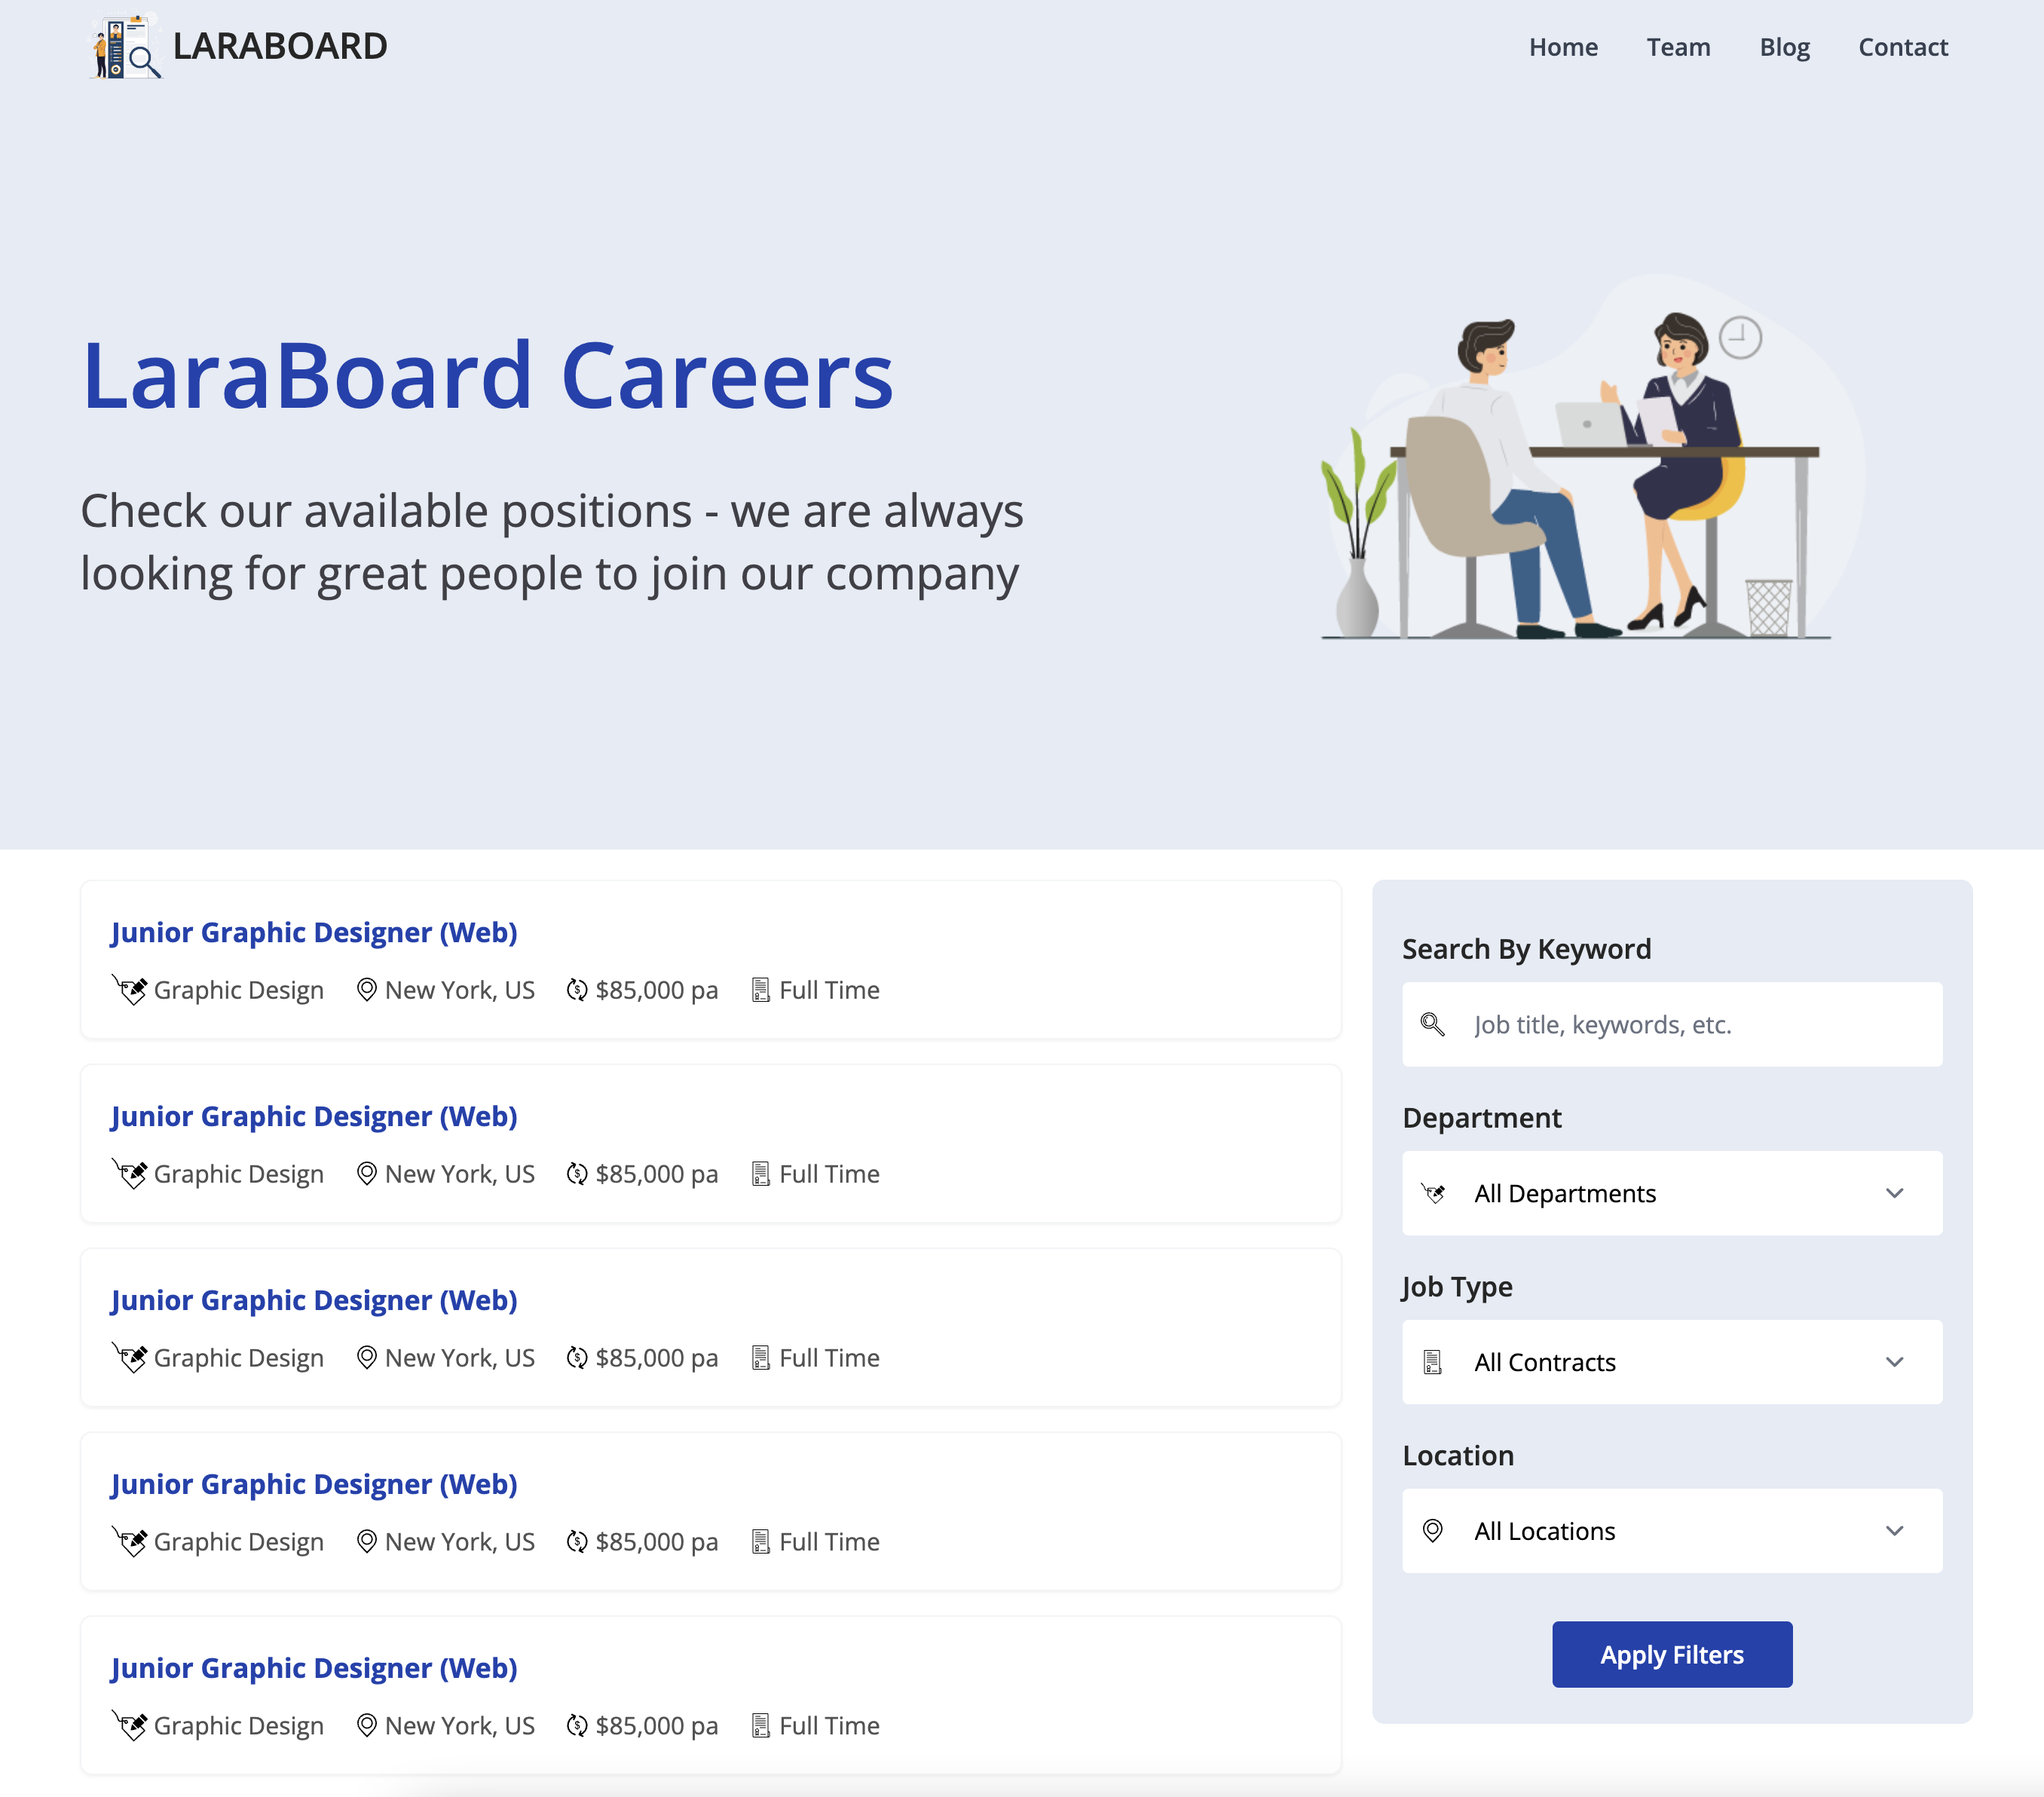 LARABOARD
Home Team Blog Contact
LaraBoard Careers
Check our available positions - we are always
looking for great people to join our company
Junior Graphic Designer (Web)
Graphic Design New York, US $85,000 pa Full Time
Junior Graphic Designer (Web)
Graphic Design New York, US $85,000 pa Full Time
Junior Graphic Designer (Web)
Graphic Design New York, US $85,000 pa Full Time
Junior Graphic Designer (Web)
Graphic Design New York, US $85,000 pa Full Time
Junior Graphic Designer (Web)
Graphic Design New York, US $85,000 pa Full Time
Search By Keyword
Job title, keywords, etc.
Department
All Departments
Job Type
All Contracts
Location
All Locations
Apply Filters